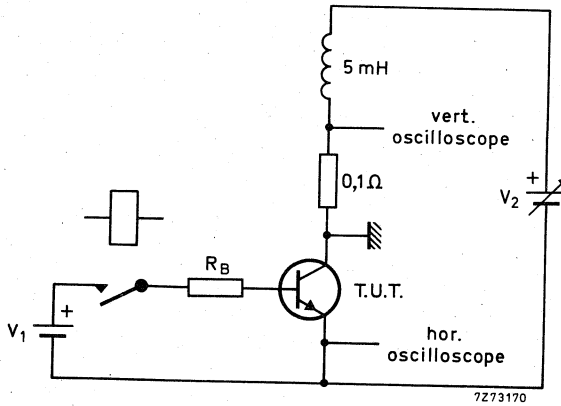 5 mH
vert.
oscilloscope
0,1Ω
+
V2
RB
T.U.T.
+
V1
hor.
oscilloscope
7Z73170